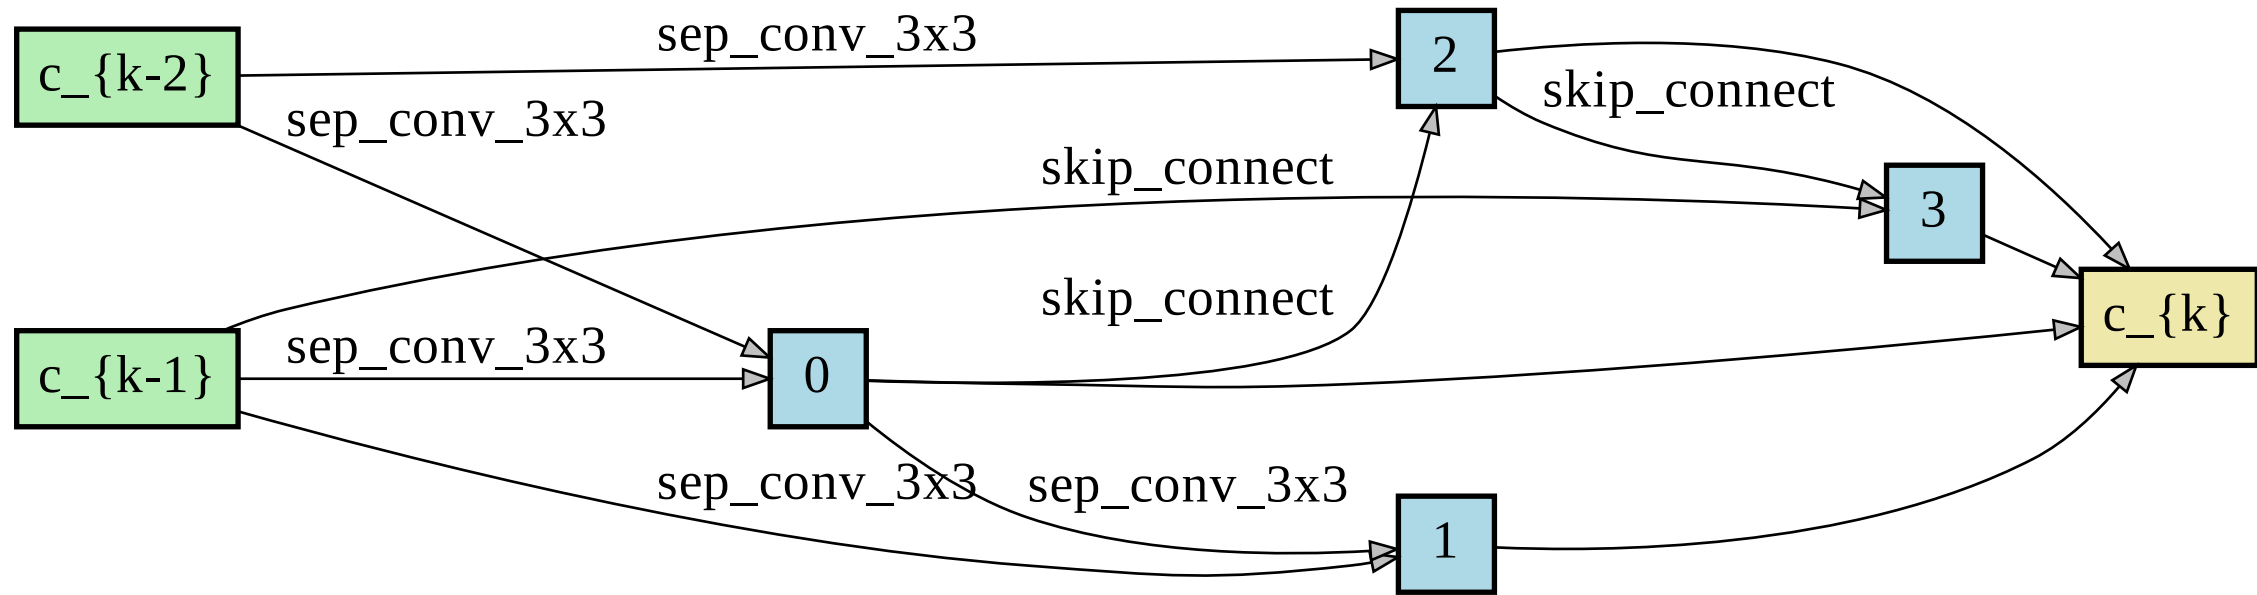 c_{k-2}
sep_conv_3x3
2
sep_conv_3x3
skip_connect
skip_connect
3
skip_connect
c_{k}
c_{k-1}
sep_conv_3x3
0
sep_conv_3x3
sep_conv_3x3
1